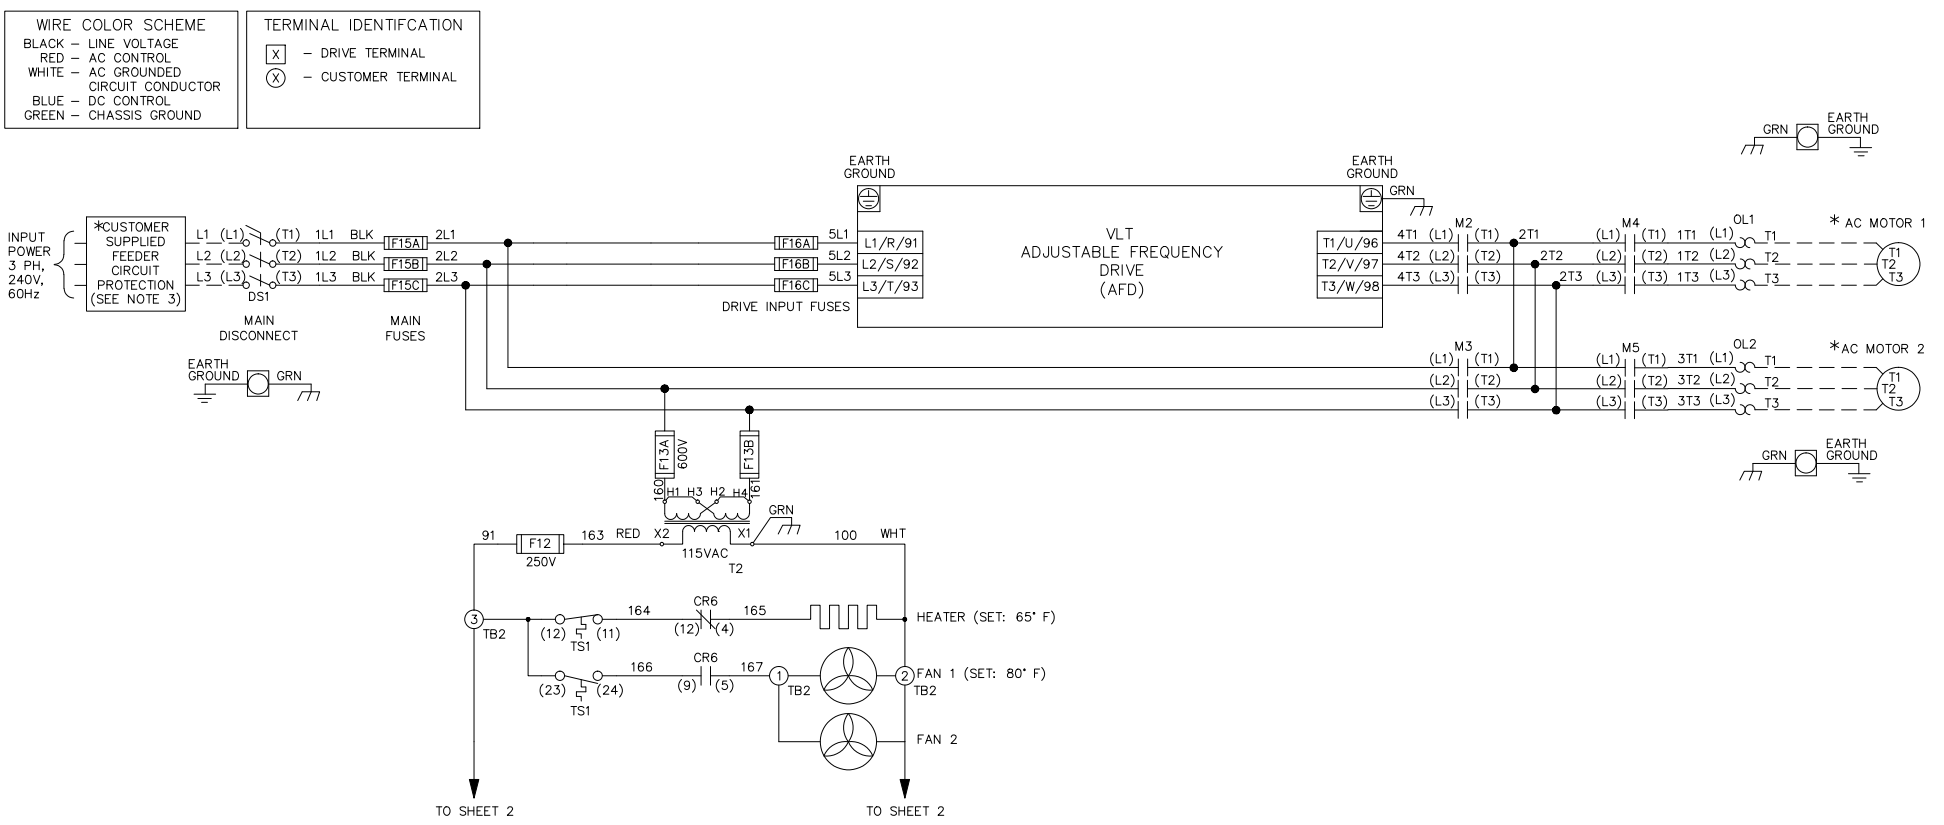 WIRE COLOR SCHEME
BLACK – LINE VOLTAGE
RED – AC CONTROL
WHITE – AC GROUNDED
CIRCUIT CONDUCTOR
BLUE – DC CONTROL
GREEN – CHASSIS GROUND
TERMINAL IDENTIFCATION
X – DRIVE TERMINAL
X – CUSTOMER TERMINAL
INPUT
POWER
3 PH,
240V,
60Hz
*CUSTOMER
SUPPLIED
FEEDER
CIRCUIT
PROTECTION
(SEE NOTE 3)
L1 (L1) (T1) 1L1 BLK F15A 2L1
L2 (L2) (T2) 1L2 BLK F15B 2L2
L3 (L3) (T3) 1L3 BLK F15C 2L3
DS1
MAIN
DISCONNECT
MAIN
FUSES
EARTH
GROUND
GRN
F16A 5L1 L1/R/91
F16B 5L2 L2/S/92
F16C 5L3 L3/T/93
DRIVE INPUT FUSES
EARTH
GROUND
VLT
ADJUSTABLE FREQUENCY
DRIVE
(AFD)
EARTH
GROUND
GRN
T1/U/96 4T1 (L1) M2 (T1) 2T1 (L1) M4 (T1) 1T1 (L1) OL1 T1
T2/V/97 4T2 (L2) (T2) 2T2 (L2) (T2) 1T2 (L2) T2
T3/W/98 4T3 (L3) (T3) 2T3 (L3) (T3) 1T3 (L3) T3
* AC MOTOR 1
T1
T2
T3
GRN
EARTH
GROUND
(L1) M3 (T1) (L1) M5 (T1) 3T1 (L1) OL2 T1
(L2) (T2) (L2) (T2) 3T2 (L2) T2
(L3) (T3) (L3) (T3) 3T3 (L3) T3
*AC MOTOR 2
T1
T2
T3
GRN
EARTH
GROUND
F13A
600V
F13B
160
H1 H3 H2 H4
161
GRN
91 F12 163 RED X2 X1 100 WHT
250V
115VAC
T2
3
TB2
(12) (11)
TS1
164
CR6
(12) (4)
165
HEATER (SET: 65° F)
(23) (24)
TS1
166
CR6
(9) (5)
167
1
TB2
2
TB2
FAN 1 (SET: 80° F)
FAN 2
TO SHEET 2
TO SHEET 2